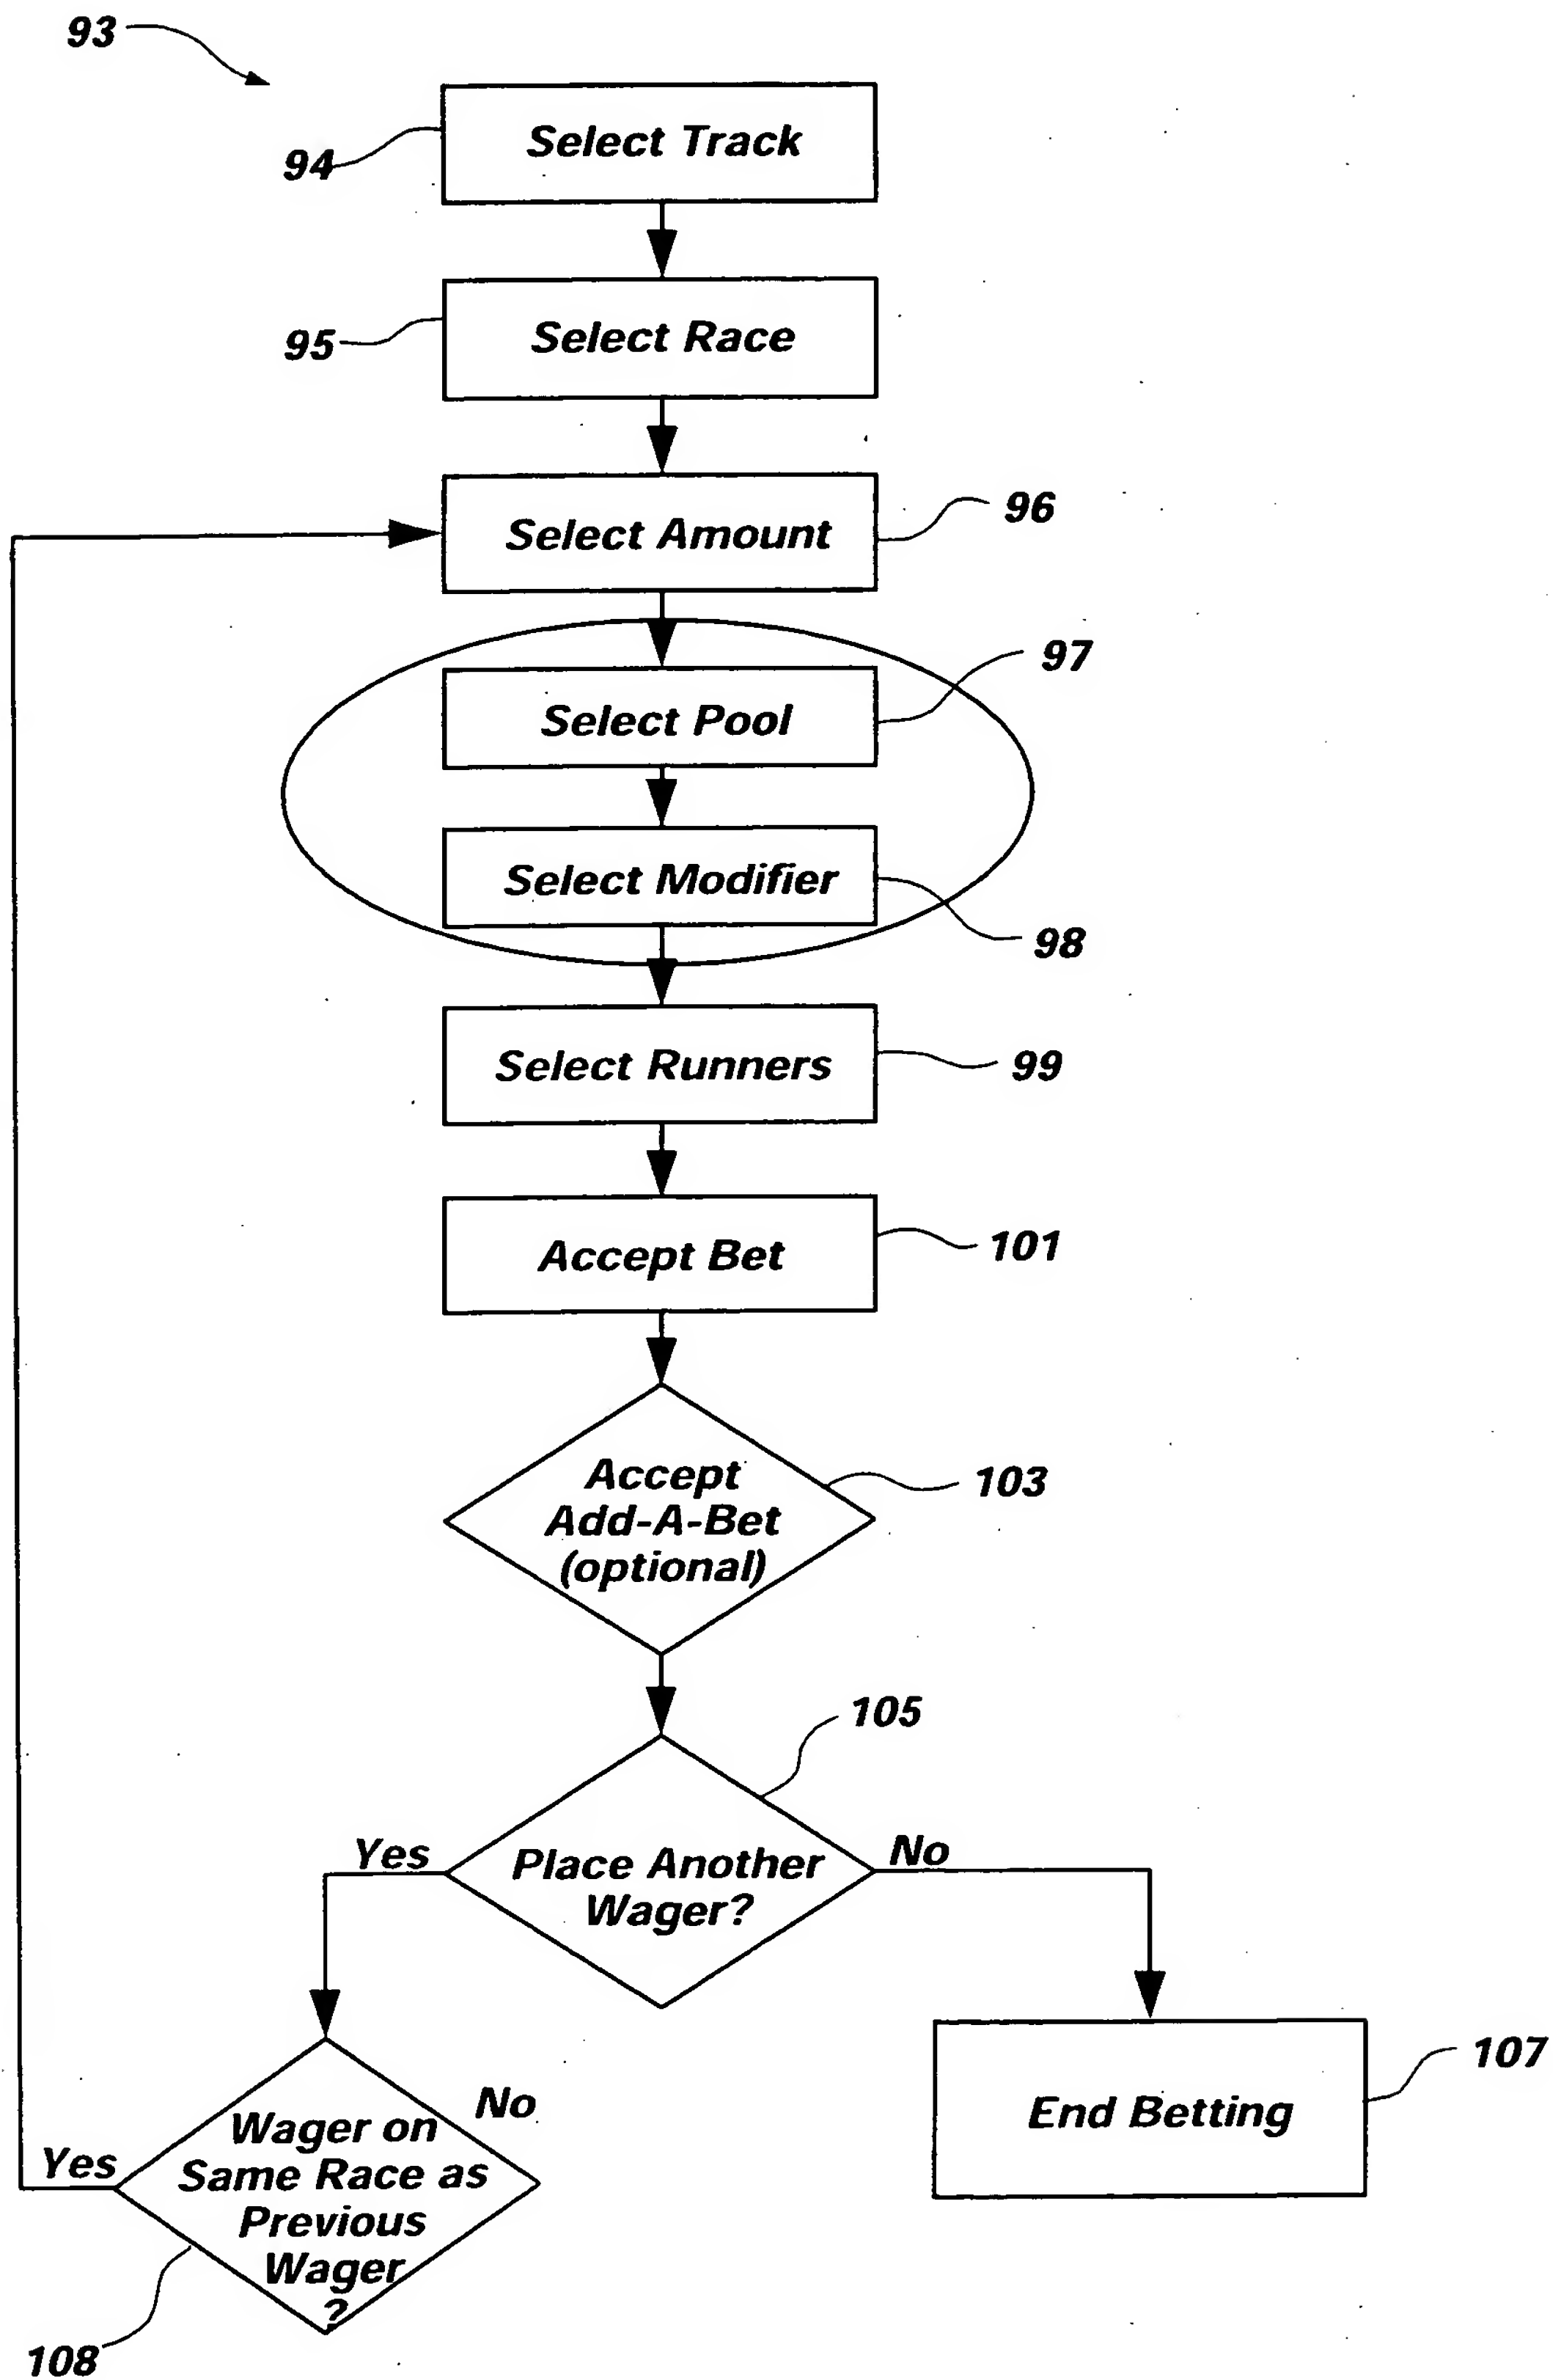 93
Select Track
94
Select Race
95
Select Amount
96
Select Pool
97
Select Modifier
98
Select Runners
99
Accept Bet
101
Accept
Add-A-Bet
(optional)
103
105
Yes
Place Another
Wager?
No
Yes
Wager on
Same Race as
Previous
Wager
?
No
108
End Betting
107